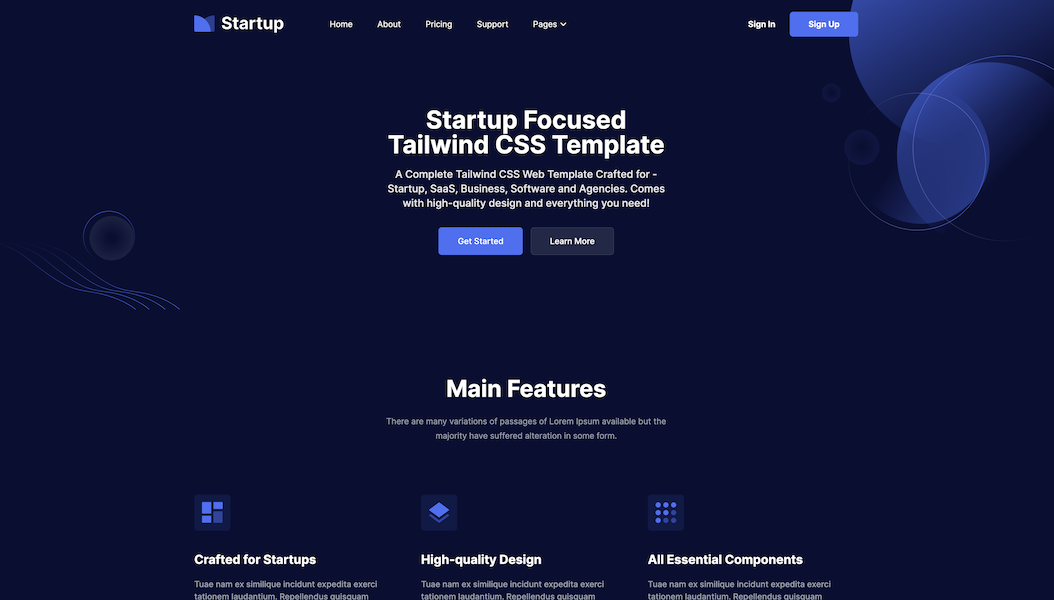 Startup
Home About Pricing Support Pages
Sign In Sign Up
Startup Focused
Tailwind CSS Template
A Complete Tailwind CSS Web Template Crafted for -
Startup, SaaS, Business, Software and Agencies. Comes
with high-quality design and everything you need!
Get Started Learn More
Main Features
There are many variations of passages of Lorem Ipsum available but the
majority have suffered alteration in some form.
Crafted for Startups
Tuae nam ex similique incidunt expedita exerci
tationem laudantium. Repellendus quisquam
High-quality Design
Tuae nam ex similique incidunt expedita exerci
tationem laudantium. Repellendus quisquam
All Essential Components
Tuae nam ex similique incidunt expedita exerci
tationem laudantium. Repellendus quisquam